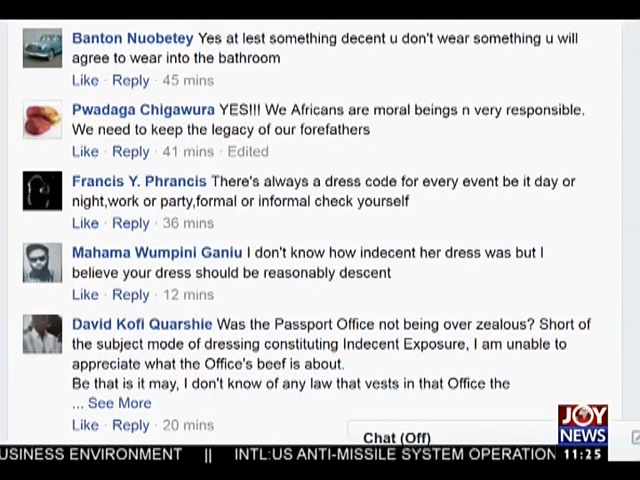 Banton Nuobetey Yes at lest something decent u don't wear something u will
agree to wear into the bathroom
Like · Reply · 45 mins
Pwadaga Chigawura YES!!! We Africans are moral beings n very responsible.
We need to keep the legacy of our forefathers
Like · Reply · 41 mins · Edited
Francis Y. Phrancis There's always a dress code for every event be it day or
night,work or party,formal or informal check yourself
Like · Reply · 36 mins
Mahama Wumpini Ganiu I don't know how indecent her dress was but I
believe your dress should be reasonably descent
Like · Reply · 12 mins
David Kofi Quarshie Was the Passport Office not being over zealous? Short of
the subject mode of dressing constituting Indecent Exposure, I am unable to
appreciate what the Office's beef is about.
Be that is it may, I don't know of any law that vests in that Office the
... See More
Like · Reply · 20 mins
Chat (Off)
JOY
NEWS
USINESS ENVIRONMENT || INTL:US ANTI-MISSILE SYSTEM OPERATION
11:25